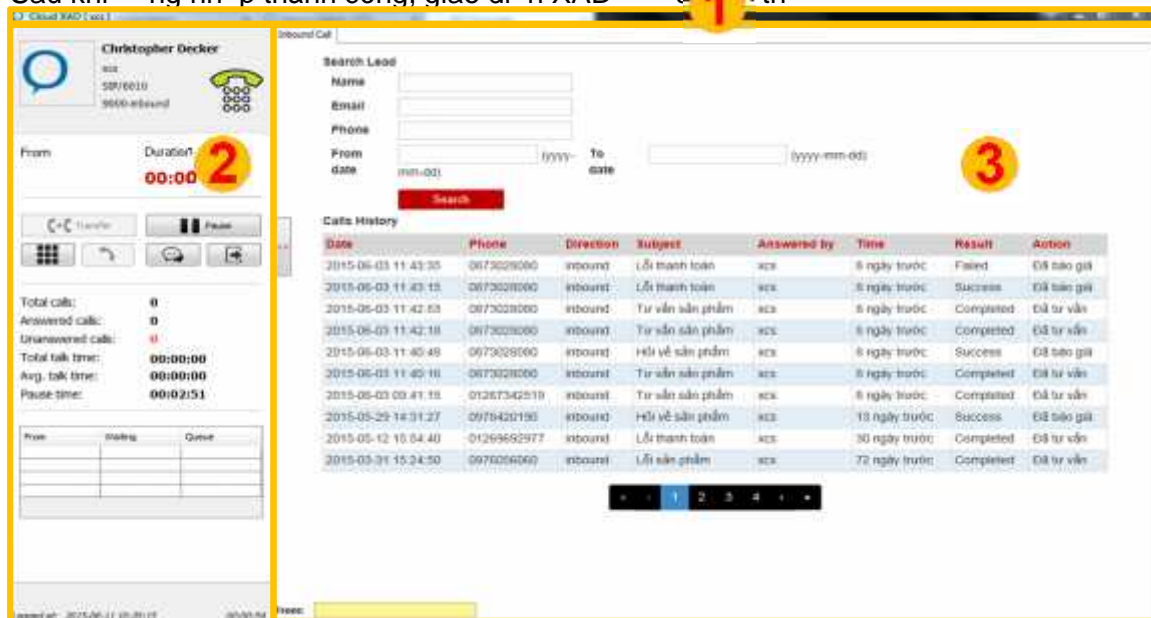 1
Cloud XAD [ xcs ]
Christopher Decker
xcs
SIP/6010
9000-inbound
2
From Duration
00:00
Transfer Pause
Total calls: 0
Answered calls: 0
Unanswered calls: 0
Total talk time: 00:00:00
Avg. talk time: 00:00:00
Pause time: 00:02:51
From Waiting Queue
Inbound Call
Search Lead
Name
Email
Phone
From date (yyyy-mm-dd) To date (yyyy-mm-dd)
3
Search
Calls History
Date Phone Direction Subject Answered by Time Result Action
2015-06-03 11:43:35 0873028080 inbound Lỗi thanh toán xcs 8 ngày trước Failed Đã báo giá
2015-06-03 11:43:15 0873028080 inbound Lỗi thanh toán xcs 8 ngày trước Success Đã báo giá
2015-06-03 11:42:53 0873028080 inbound Tư vấn sản phẩm xcs 8 ngày trước Completed Đã tư vấn
2015-06-03 11:42:18 0873028080 inbound Tư vấn sản phẩm xcs 8 ngày trước Completed Đã tư vấn
2015-06-03 11:40:49 0873028080 inbound Hỏi về sản phẩm xcs 8 ngày trước Success Đã báo giá
2015-06-03 11:40:16 0873028080 inbound Tư vấn sản phẩm xcs 8 ngày trước Completed Đã tư vấn
2015-06-03 09:41:15 01267342519 inbound Tư vấn sản phẩm xcs 8 ngày trước Completed Đã tư vấn
2015-05-29 14:31:27 0978420190 inbound Hỏi về sản phẩm xcs 13 ngày trước Success Đã báo giá
2015-05-12 15:54:40 01269692977 inbound Lỗi thanh toán xcs 30 ngày trước Completed Đã tư vấn
2015-03-31 15:24:50 inbound Lỗi sản phẩm xcs 72 ngày trước Completed Đã tư vấn
« ‹ 1 2 3 4 › »